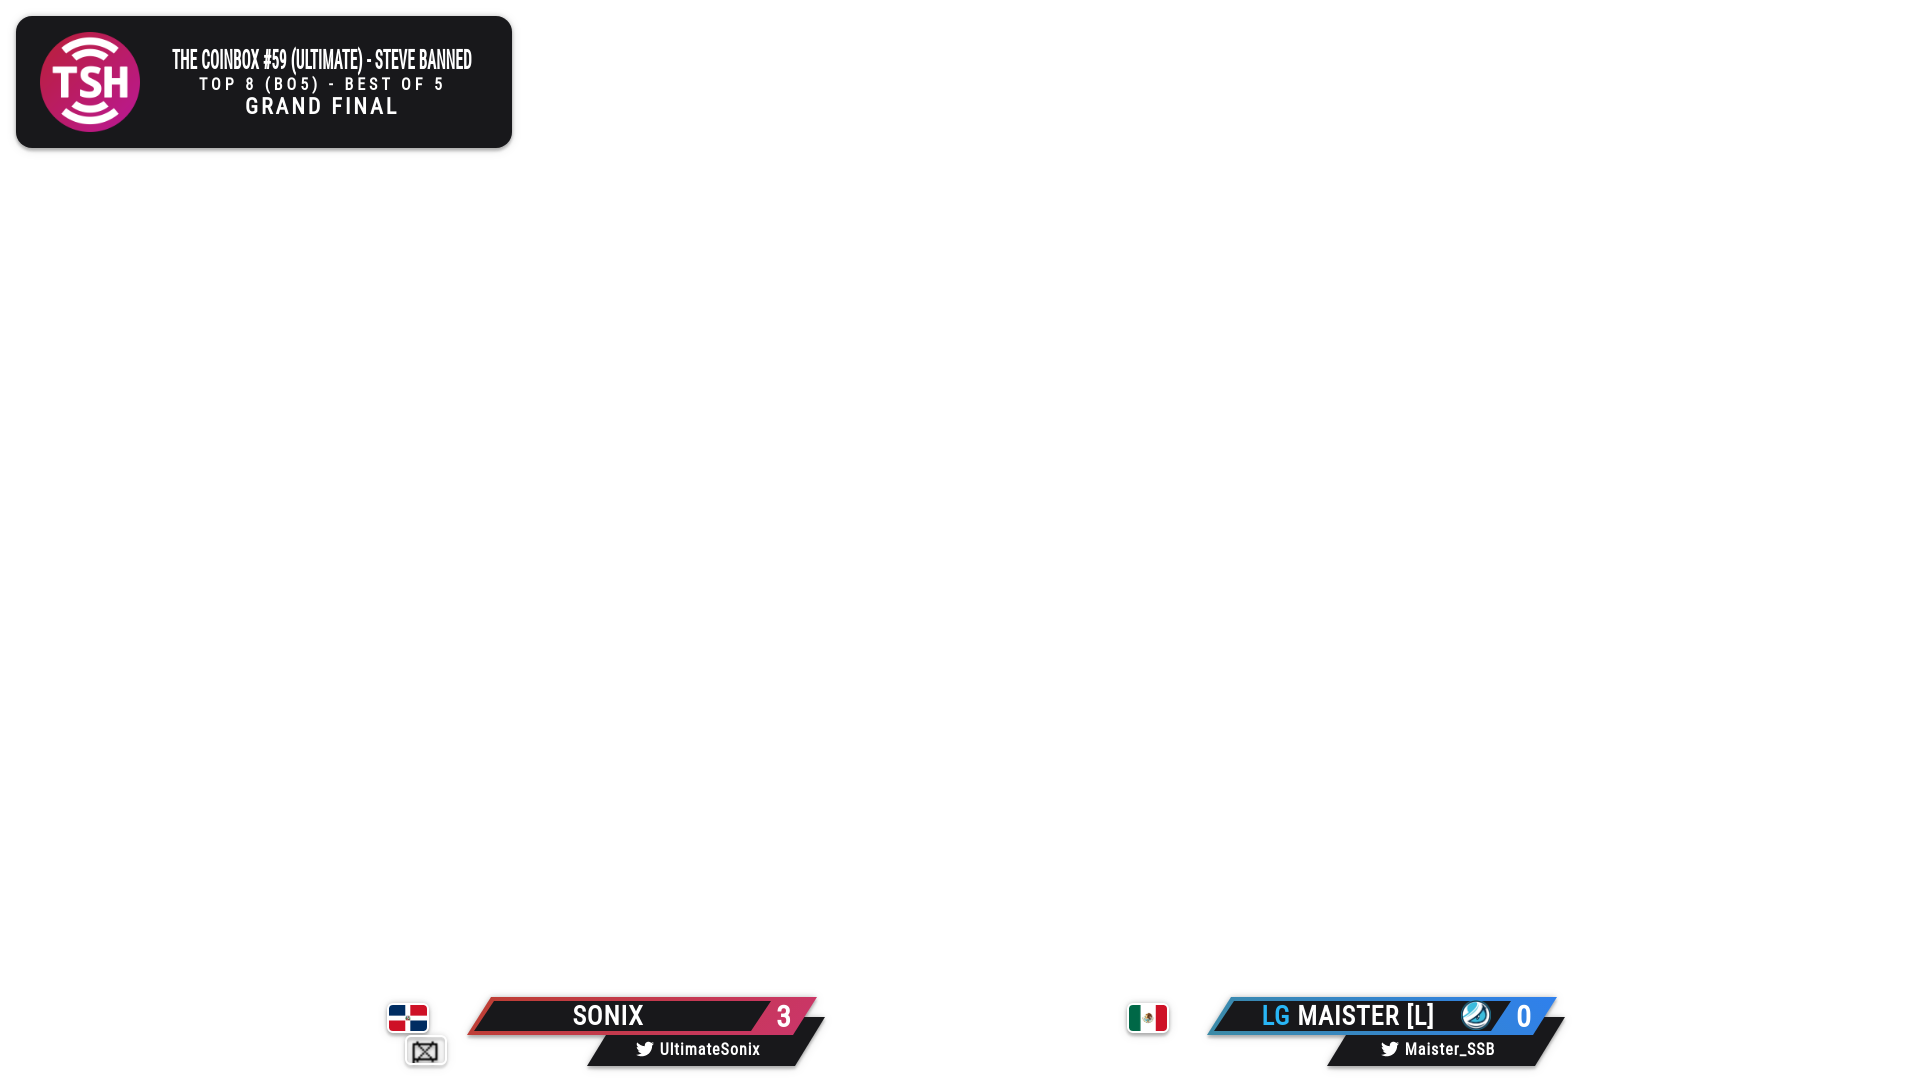 TSH
THE COINBOX #59 (ULTIMATE) - STEVE BANNED
TOP 8 (BO5) - BEST OF 5
GRAND FINAL
SONIX 3
UltimateSonix
LG MAISTER [L] 0
Maister_SSB